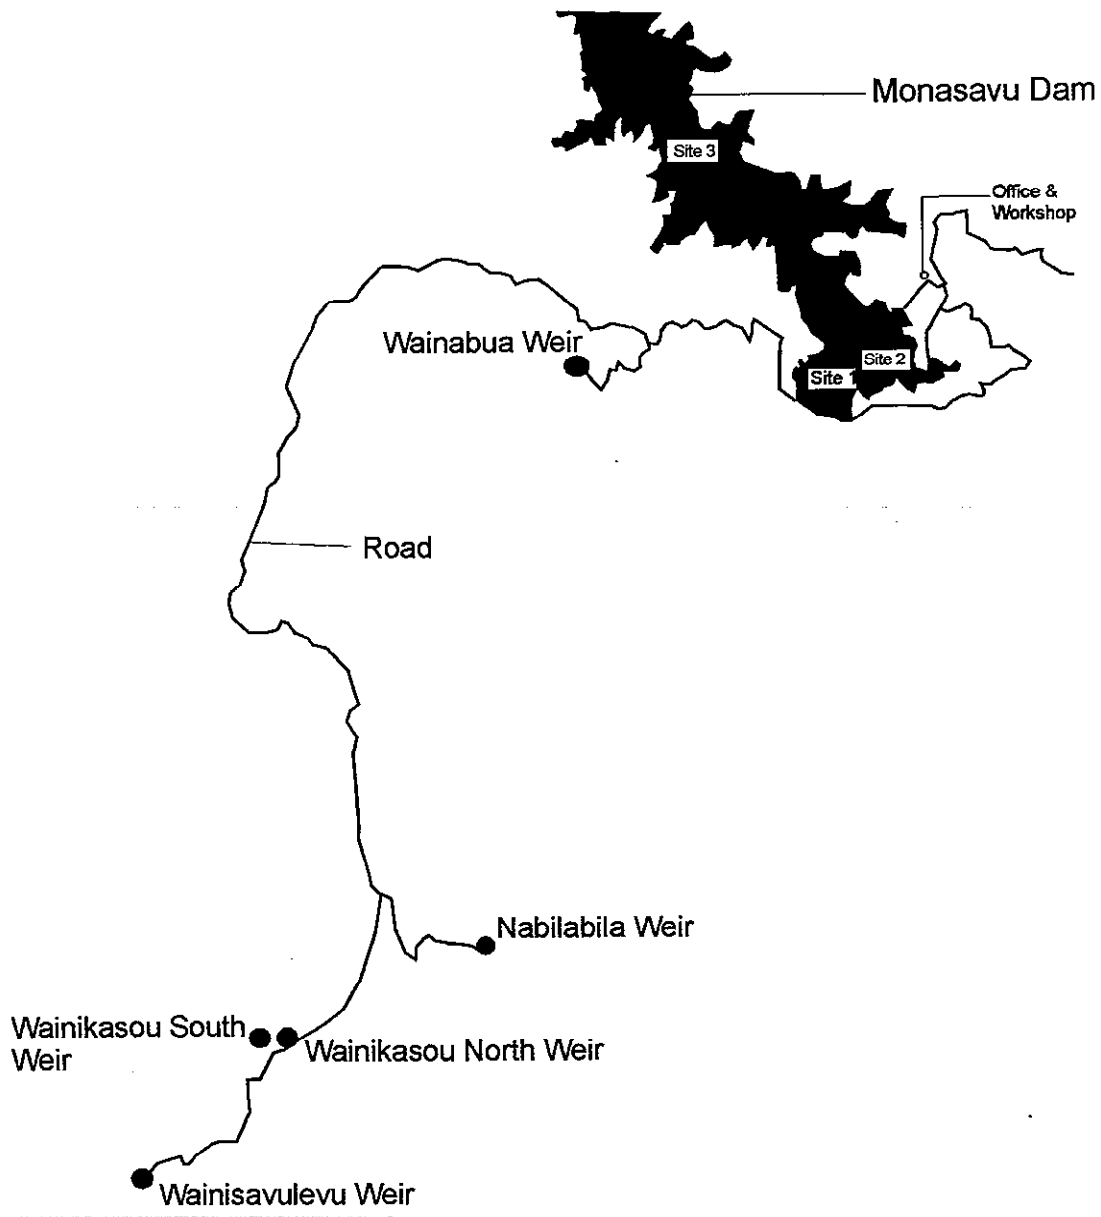 Monasavu Dam
Site 3
Office &
Workshop
Wainabua Weir
Site 2
Site 1
Road
Nabilabila Weir
Wainikasou South
Weir
Wainikasou North Weir
Wainisavulevu Weir